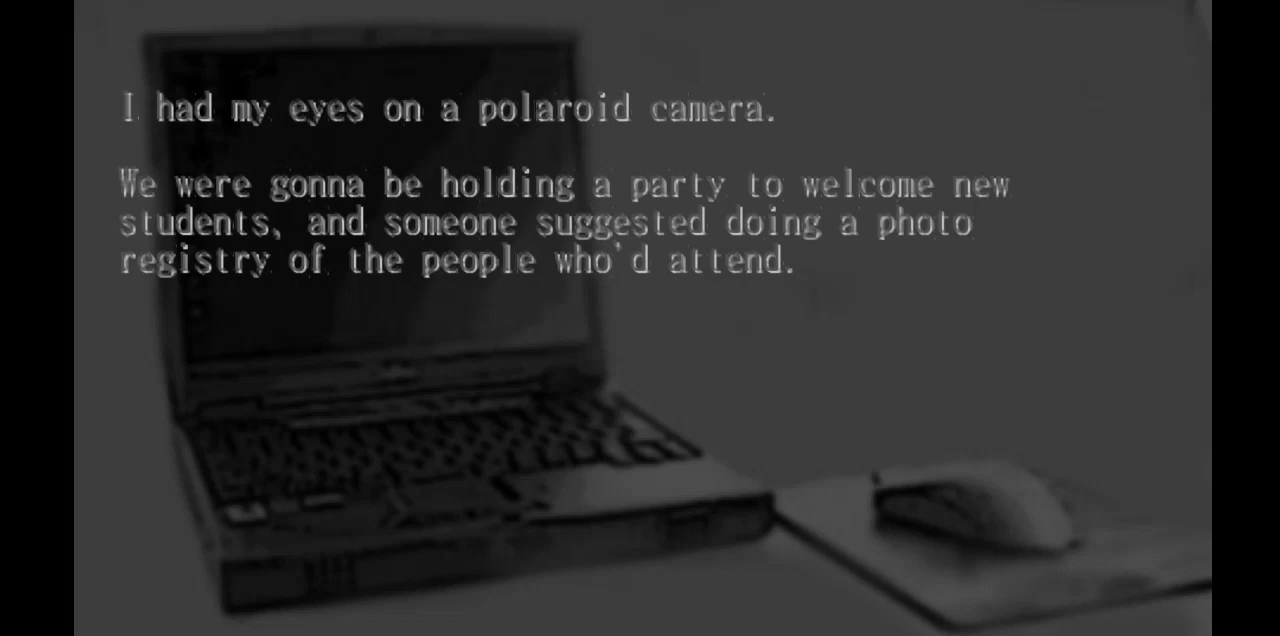 I had my eyes on a polaroid camera.
We were gonna be holding a party to welcome new
students, and someone suggested doing a photo
registry of the people who'd attend.